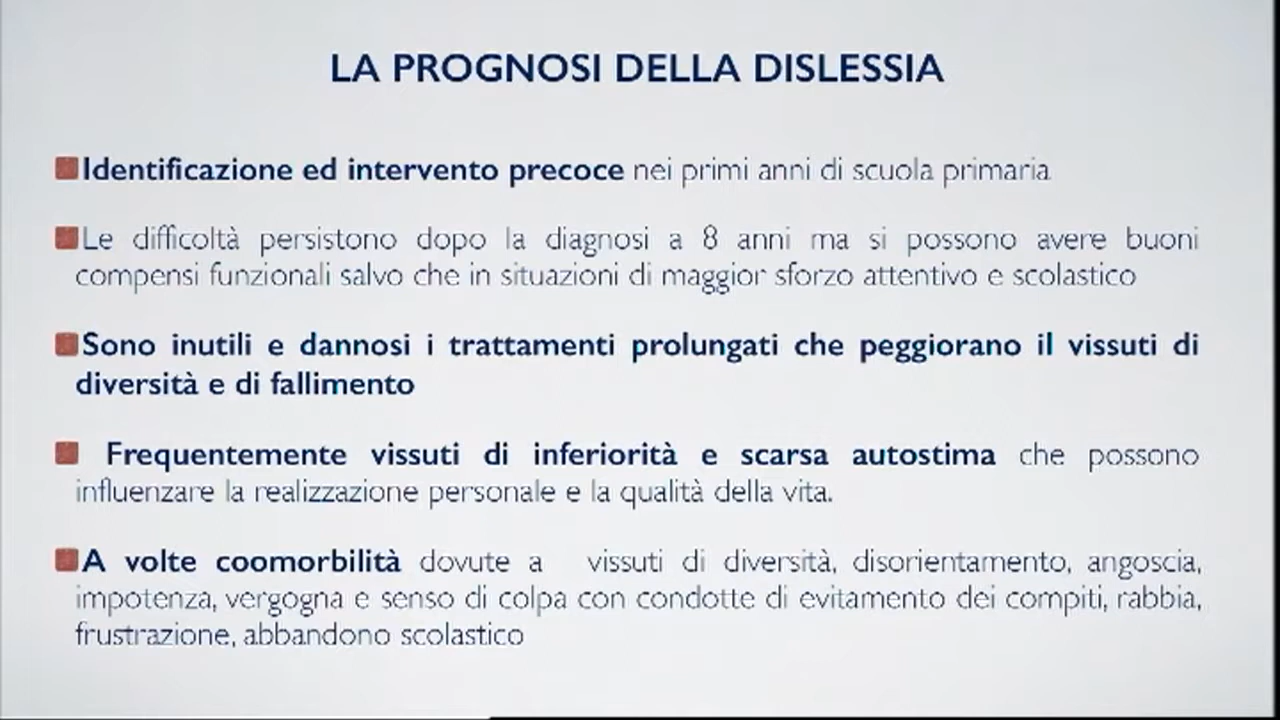 LA PROGNOSI DELLA DISLESSIA
Identificazione ed intervento precoce nei primi anni di scuola primaria
Le difficoltà persistono dopo la diagnosi a 8 anni ma si possono avere buoni
compensi funzionali salvo che in situazioni di maggior sforzo attentivo e scolastico
Sono inutili e dannosi i trattamenti prolungati che peggiorano il vissuti di
diversità e di fallimento
Frequentemente vissuti di inferiorità e scarsa autostima che possono
influenzare la realizzazione personale e la qualità della vita.
A volte coomorbilità dovute a vissuti di diversità, disorientamento, angoscia,
impotenza, vergogna e senso di colpa con condotte di evitamento dei compiti, rabbia,
frustrazione, abbandono scolastico